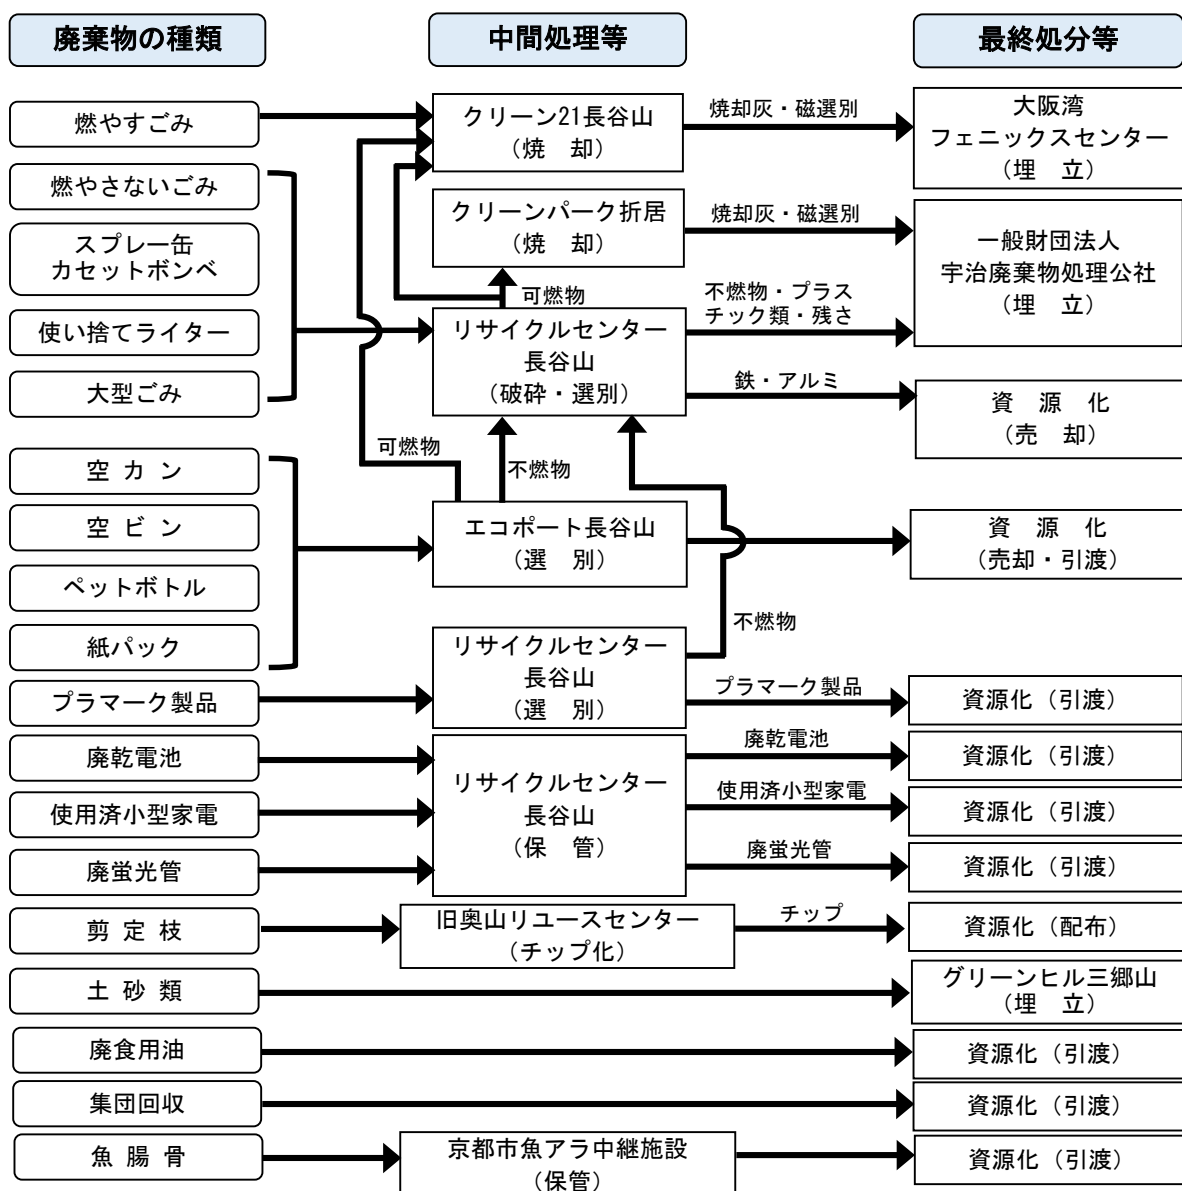 廃棄物の種類
中間処理等
最終処分等
燃やすごみ
クリーン21長谷山
(焼 却)
焼却灰・磁選別
大阪湾
フェニックスセンター
(埋 立)
燃やさないごみ
スプレー缶
カセットボンベ
使い捨てライター
大型ごみ
クリーンパーク折居
(焼 却)
焼却灰・磁選別
一般財団法人
宇治廃棄物処理公社
(埋 立)
可燃物
リサイクルセンター
長谷山
(破砕・選別)
不燃物・プラス
チック類・残さ
鉄・アルミ
資 源 化
(売 却)
可燃物
不燃物
空 カ ン
空 ビ ン
ペットボトル
紙パック
エコポート長谷山
(選 別)
資 源 化
(売却・引渡)
不燃物
プラマーク製品
リサイクルセンター
長谷山
(選 別)
プラマーク製品
資源化(引渡)
廃乾電池
使用済小型家電
廃蛍光管
リサイクルセンター
長谷山
(保 管)
廃乾電池
資源化(引渡)
使用済小型家電
資源化(引渡)
廃蛍光管
資源化(引渡)
剪 定 枝
旧奥山リユースセンター
(チップ化)
チップ
資源化(配布)
土 砂 類
グリーンヒル三郷山
(埋 立)
廃食用油
資源化(引渡)
集団回収
資源化(引渡)
魚 腸 骨
京都市魚アラ中継施設
(保管)
資源化(引渡)